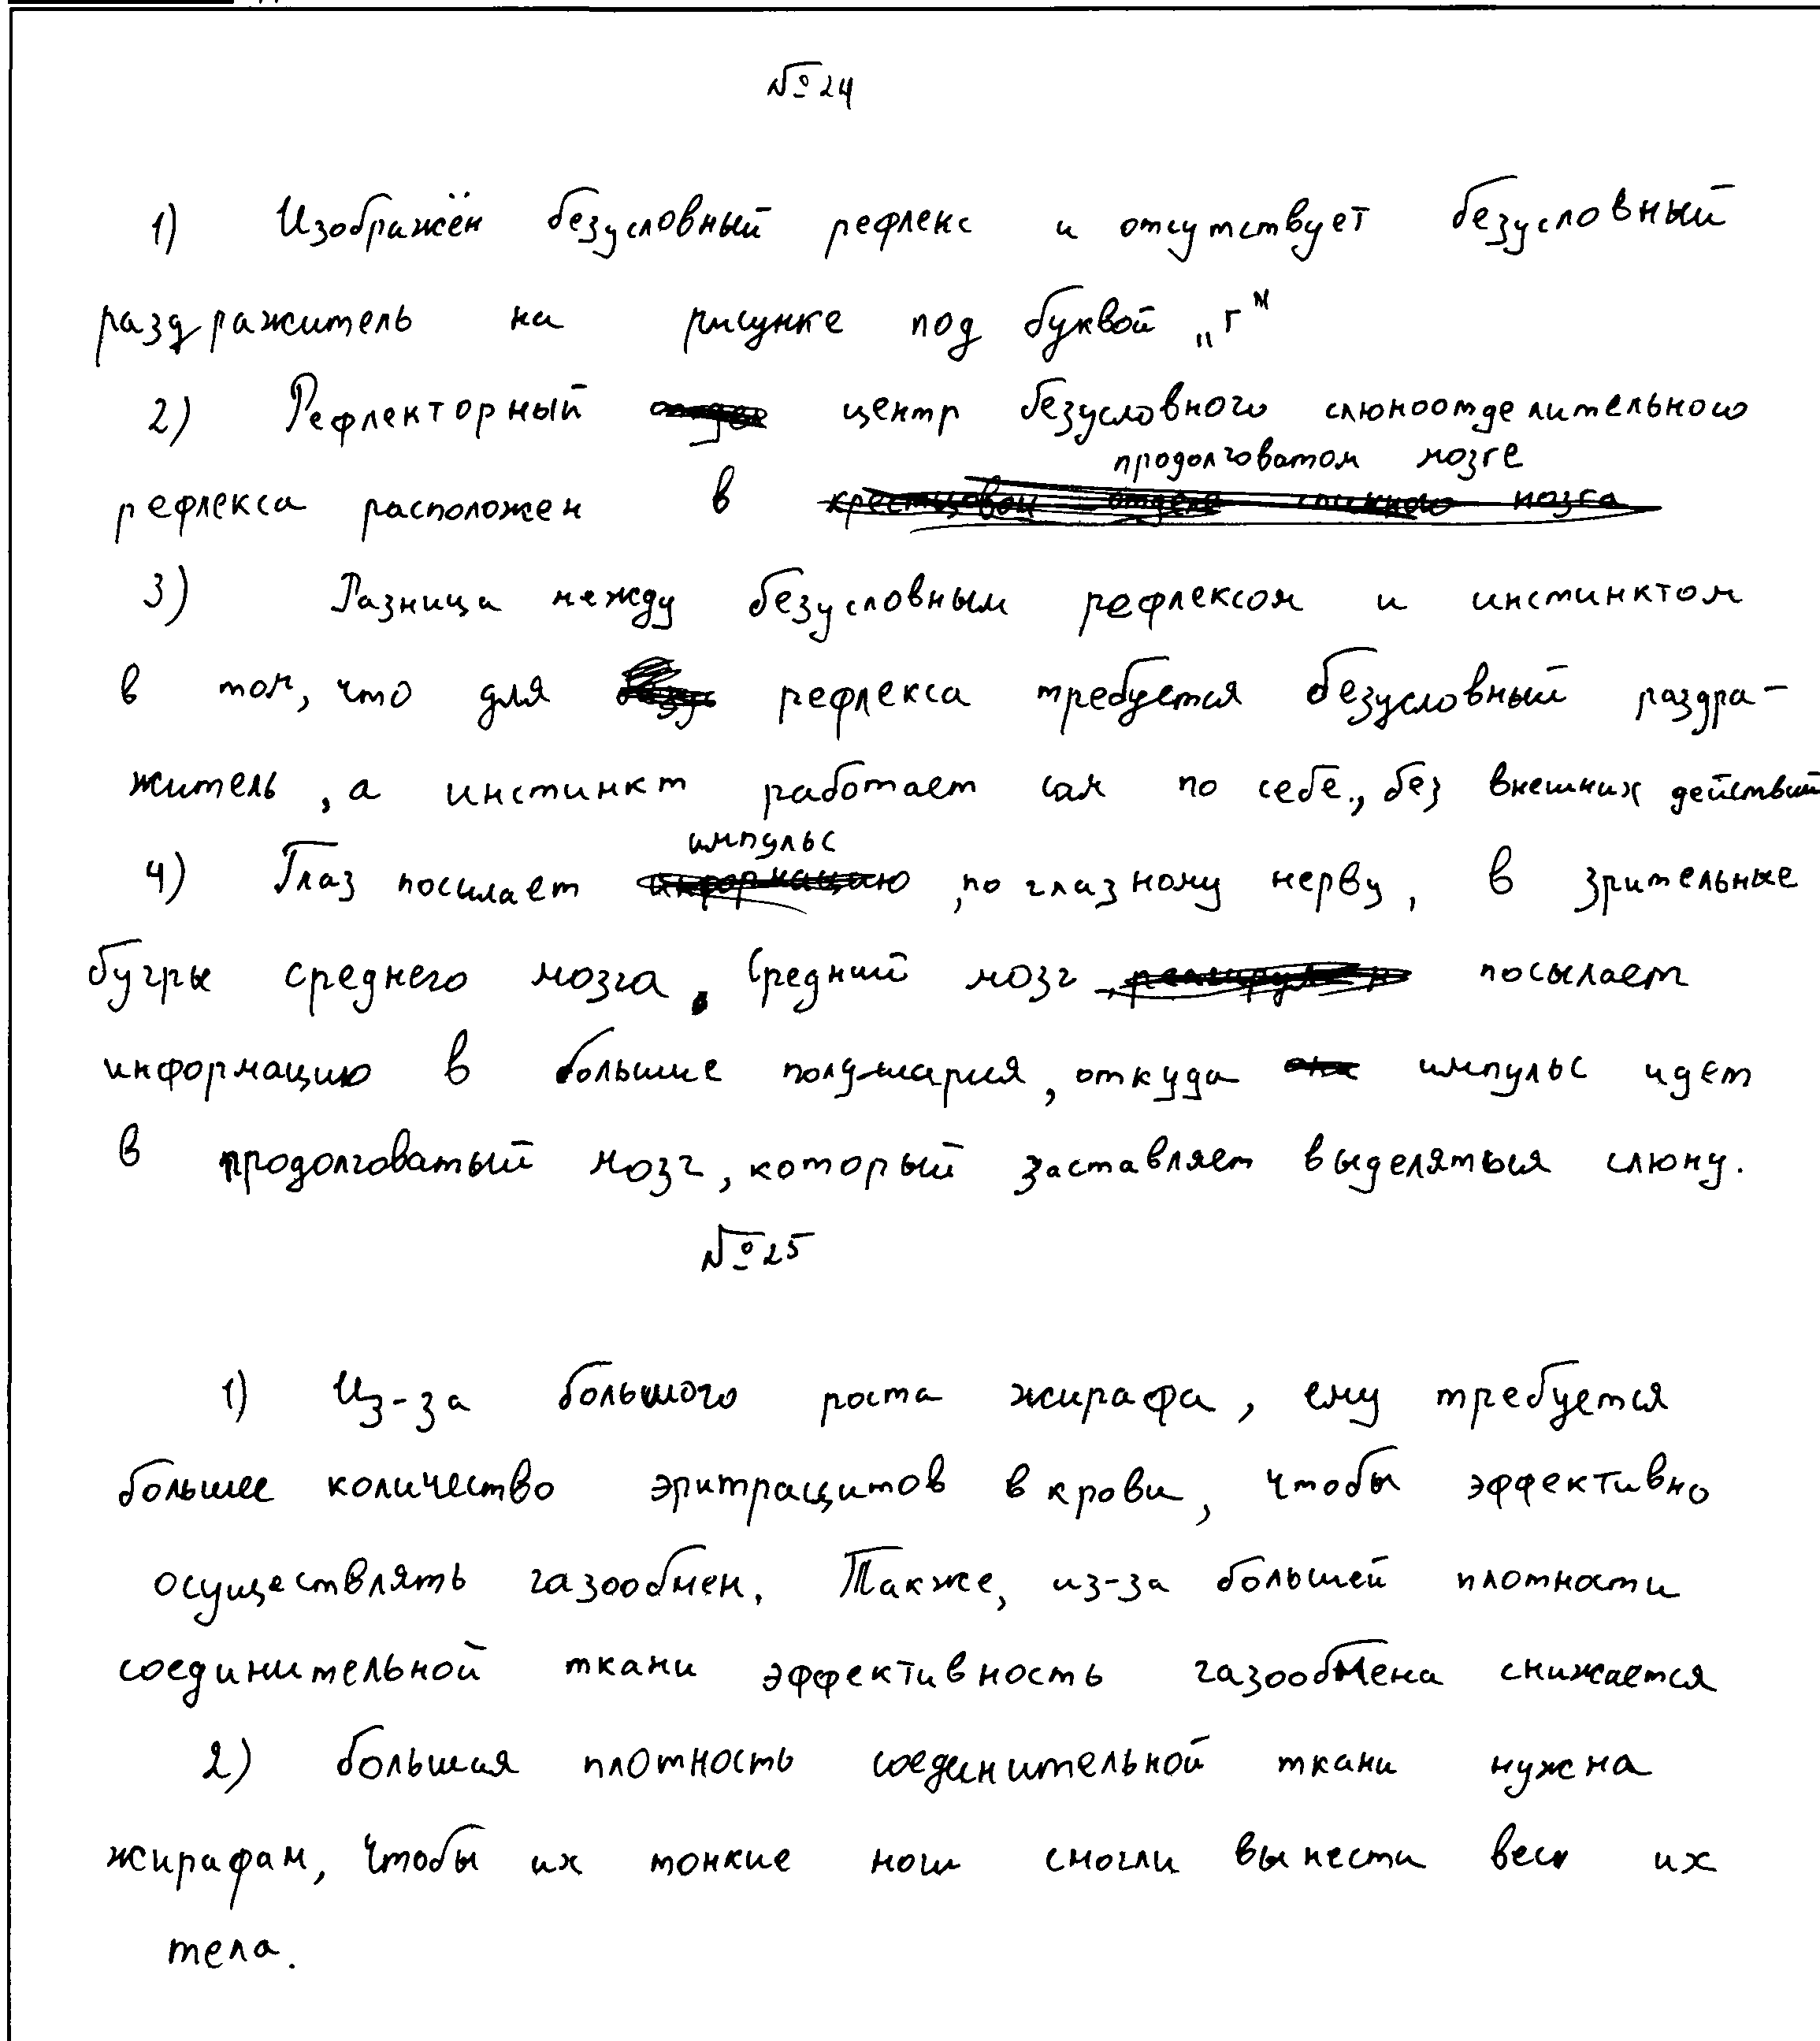 №24
1) Изображён безусловный рефлекс и отсутствует безусловный
раздражитель на рисунке под буквой „г"
2) Рефлекторный центр безусловного слюноотделительного
рефлекса расположен в продолговатом мозге
3) Разница между безусловным рефлексом и инстинктом
в том, что для рефлекса требуется безусловный раздра-
житель, а инстинкт работает сам по себе, без внешних действий
4) Глаз посылает импульс, по глазному нерву, в зрительные
бугры среднего мозга. Средний мозг посылает
информацию в большие полушария, откуда импульс идет
в продолговатый мозг, который заставляет выделяться слюну.
№25
1) Из-за большого роста жирафа, ему требуется
большее количество эритрацитов в крови, чтобы эффективно
осуществлять газообмен. Также, из-за большей плотности
соединительной ткани эффективность газообмена снижается
2) большая плотность соединительной ткани нужна
жирафам, чтобы их тонкие ноги смогли вынести вес их
тела.